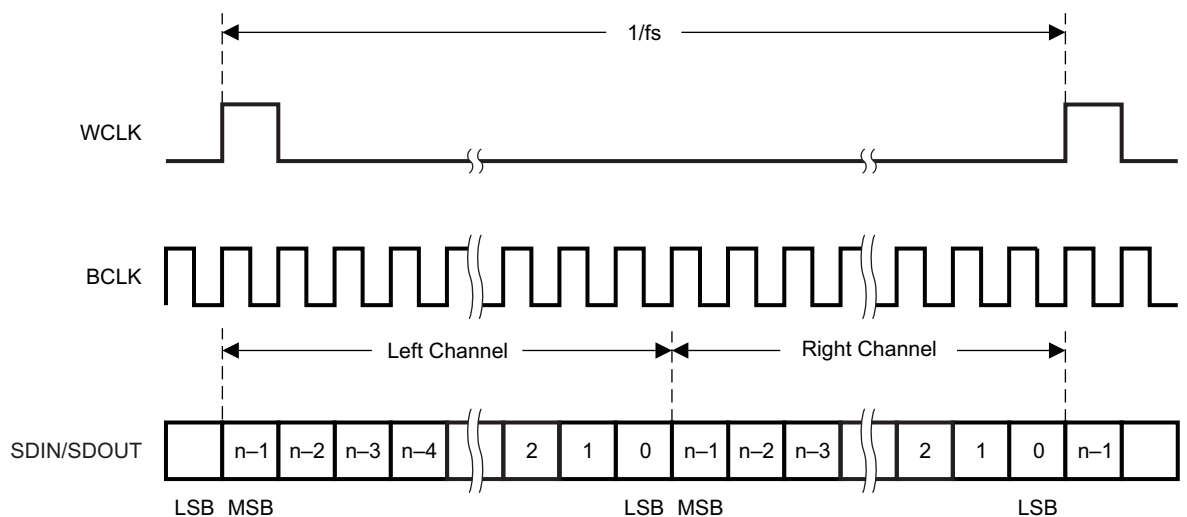 1/fs
WCLK
BCLK
Left Channel Right Channel
SDIN/SDOUT n–1 n–2 n–3 n–4 2 1 0 n–1 n–2 n–3 2 1 0 n–1
LSB MSB LSB MSB LSB